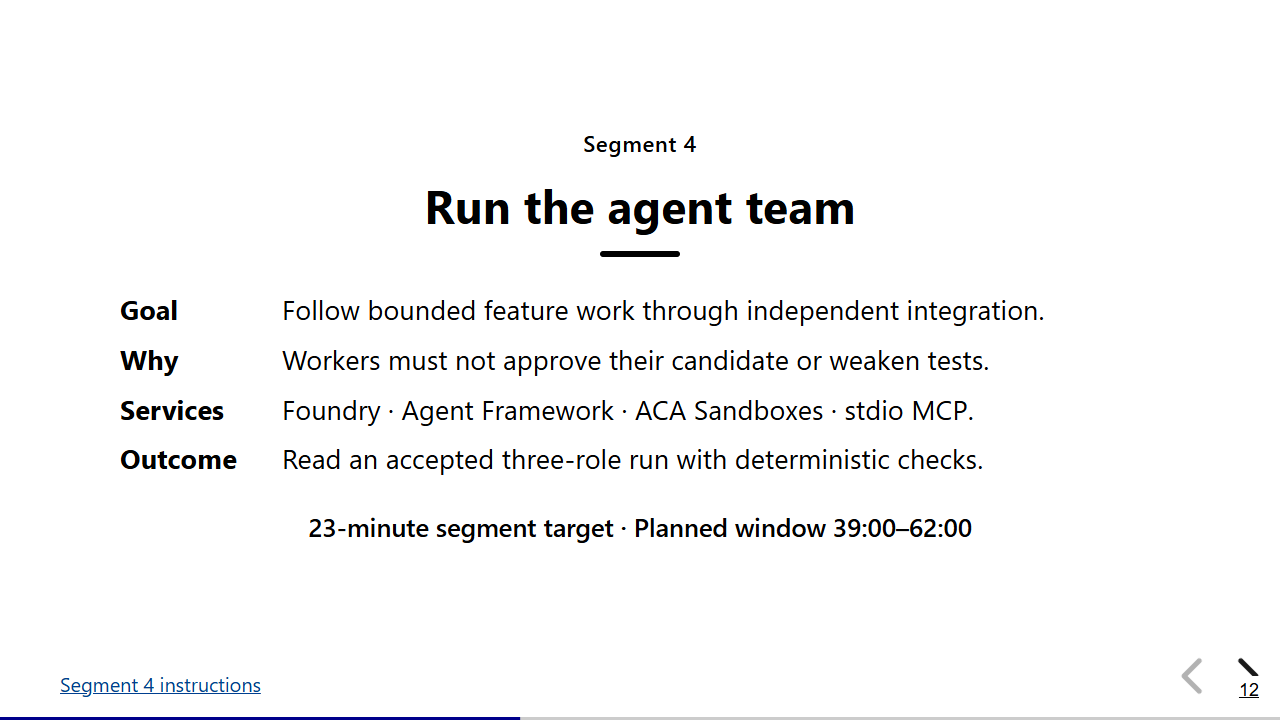 Segment 4
Run the agent team
Goal Follow bounded feature work through independent integration.
Why Workers must not approve their candidate or weaken tests.
Services Foundry · Agent Framework · ACA Sandboxes · stdio MCP.
Outcome Read an accepted three-role run with deterministic checks.
23-minute segment target · Planned window 39:00–62:00
Segment 4 instructions
12